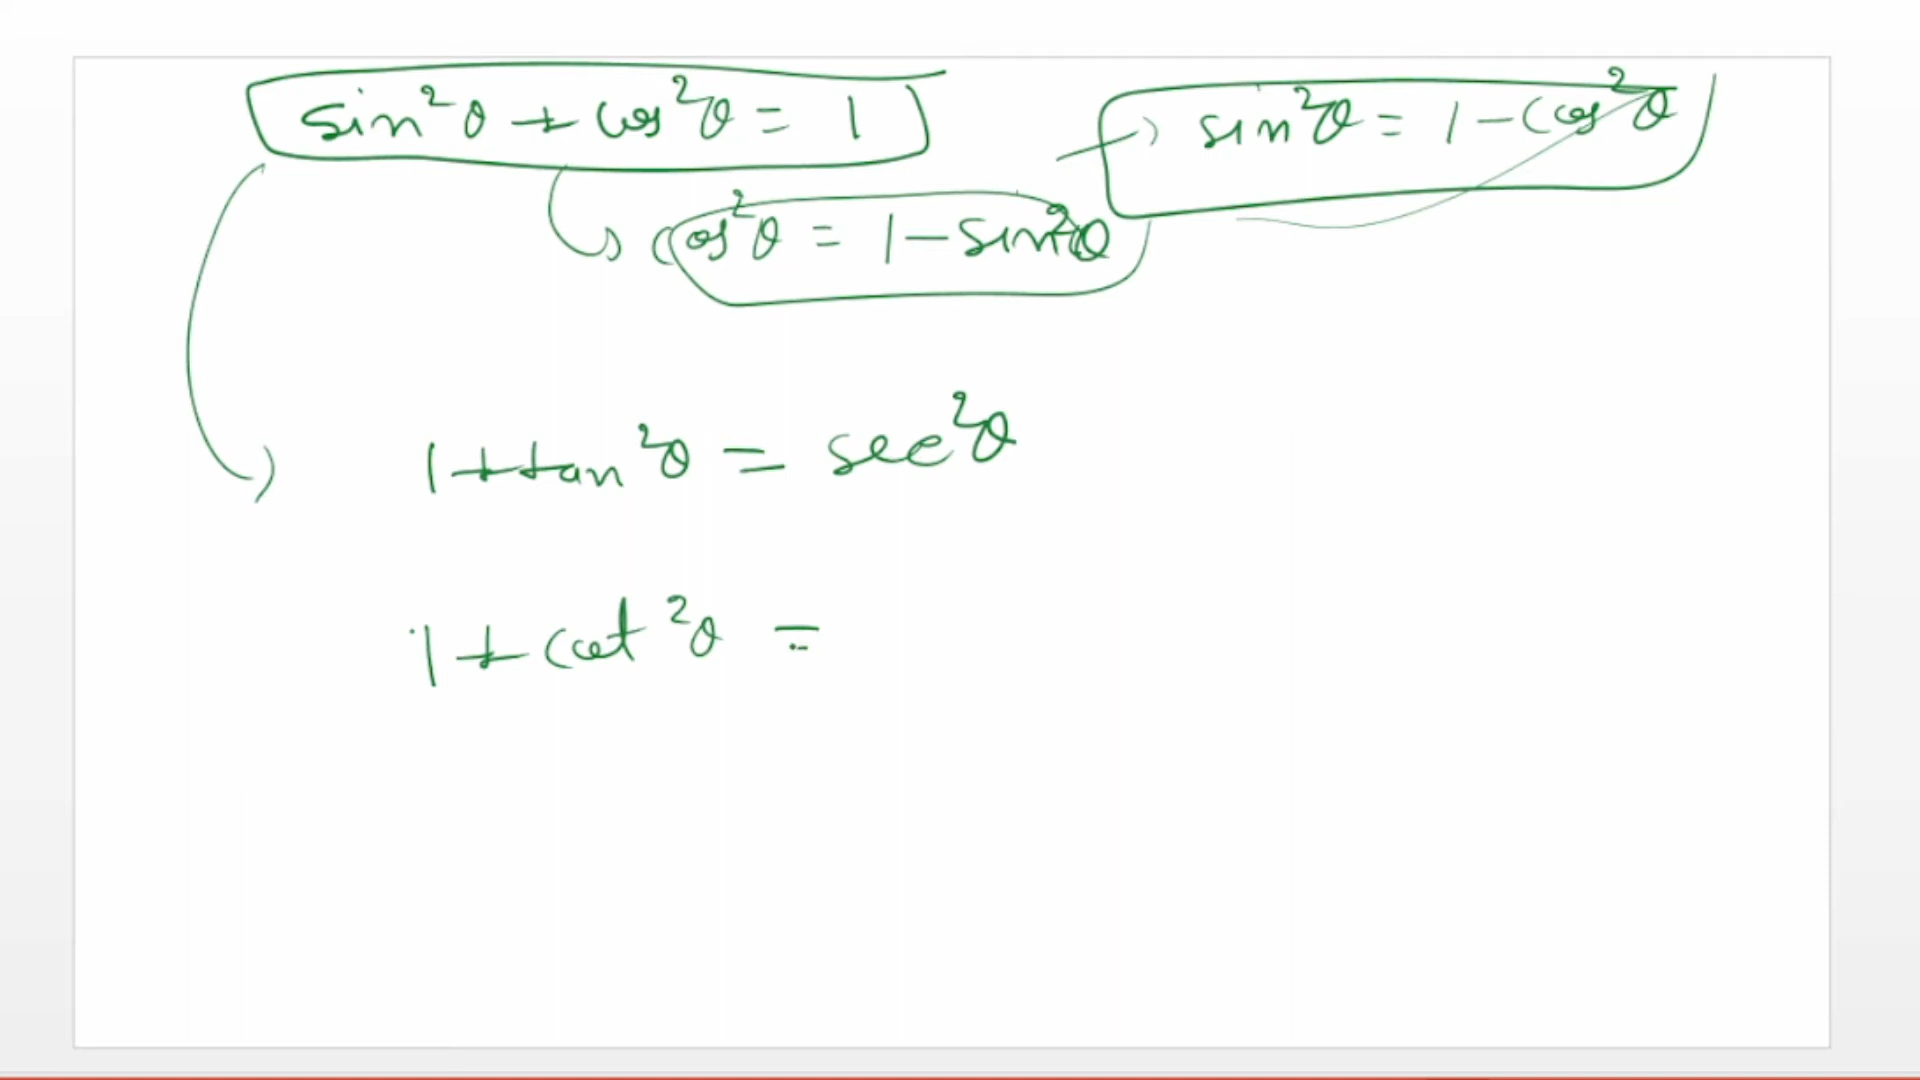 sin²θ + cos²θ = 1
→ sin²θ = 1 - cos²θ
cos²θ = 1 - sin²θ
1 + tan²θ = sec²θ
1 + cot²θ =